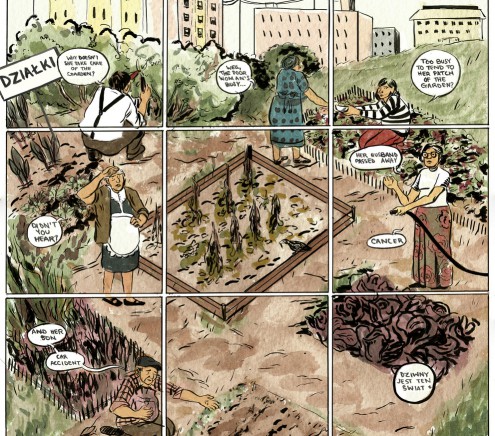 DZIAŁKI
WHY DOESN'T
SHE TAKE CARE
OF THE
GARDEN?
WELL,
THE POOR
WOMAN'S
BUSY...
TOO BUSY
TO TEND TO
HER PATCH
OF THE
GARDEN?
DIDN'T
YOU
HEAR?
HER HUSBAND
PASSED AWAY
CANCER
AND HER
SON
CAR
ACCIDENT
DZIWNY
JEST TEN
ŚWIAT